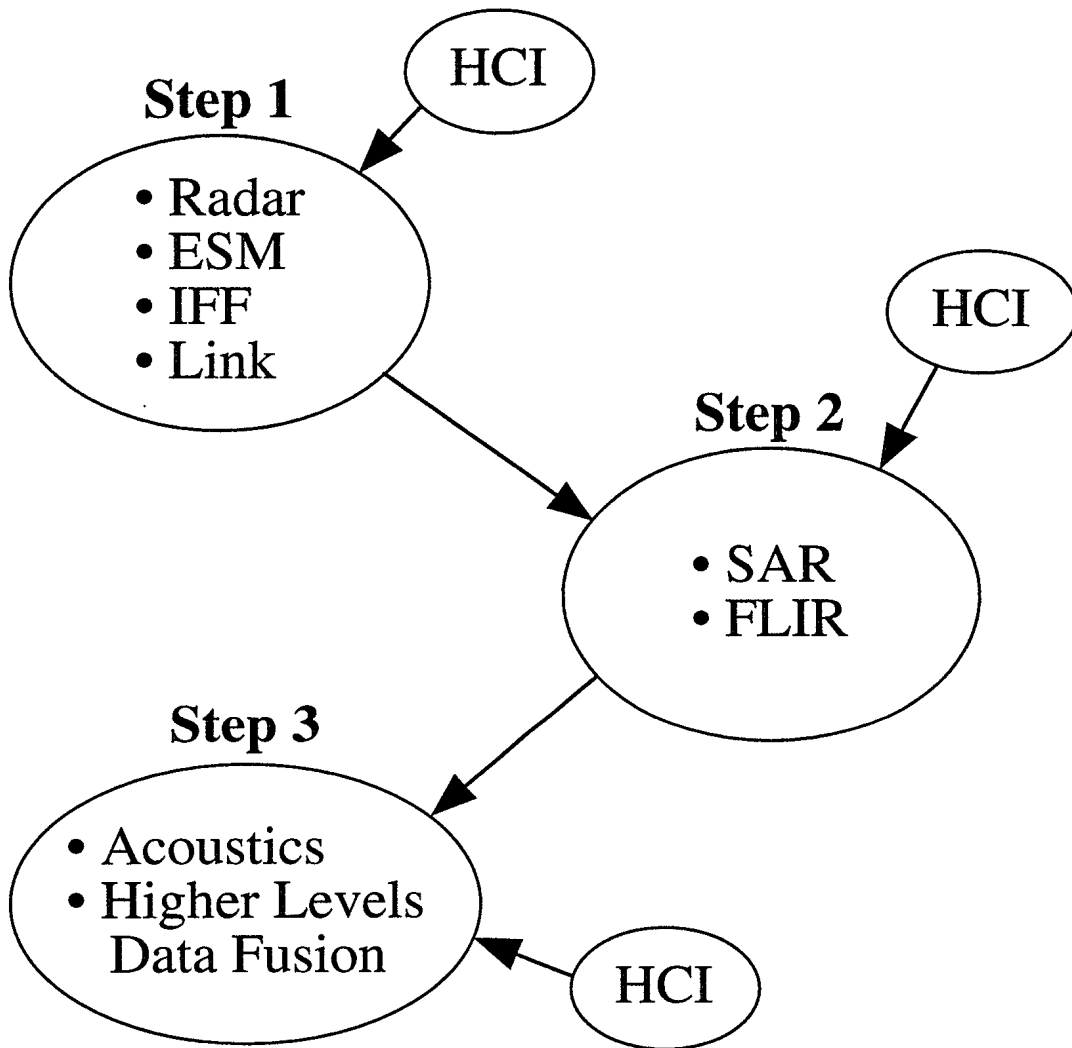 HCI
Step 1
• Radar
• ESM
• IFF
• Link
HCI
Step 2
• SAR
• FLIR
Step 3
• Acoustics
• Higher Levels
Data Fusion
HCI